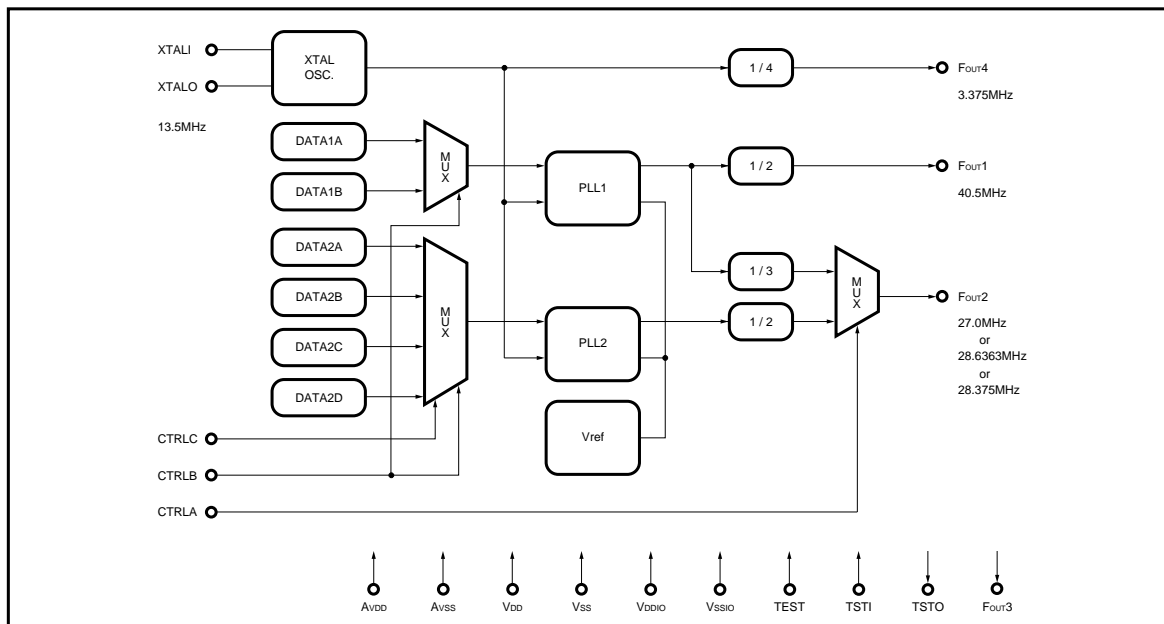 XTALI
XTALO
13.5MHz
XTAL
OSC.
1 / 4
FOUT4
3.375MHz
DATA1A
DATA1B
MUX
PLL1
1 / 2
FOUT1
40.5MHz
DATA2A
DATA2B
DATA2C
DATA2D
MUX
PLL2
1 / 3
1 / 2
MUX
FOUT2
27.0MHz
or
28.6363MHz
or
28.375MHz
Vref
CTRLC
CTRLB
CTRLA
AVDD
AVSS
VDD
VSS
VDDIO
VSSIO
TEST
TSTI
TSTO
FOUT3